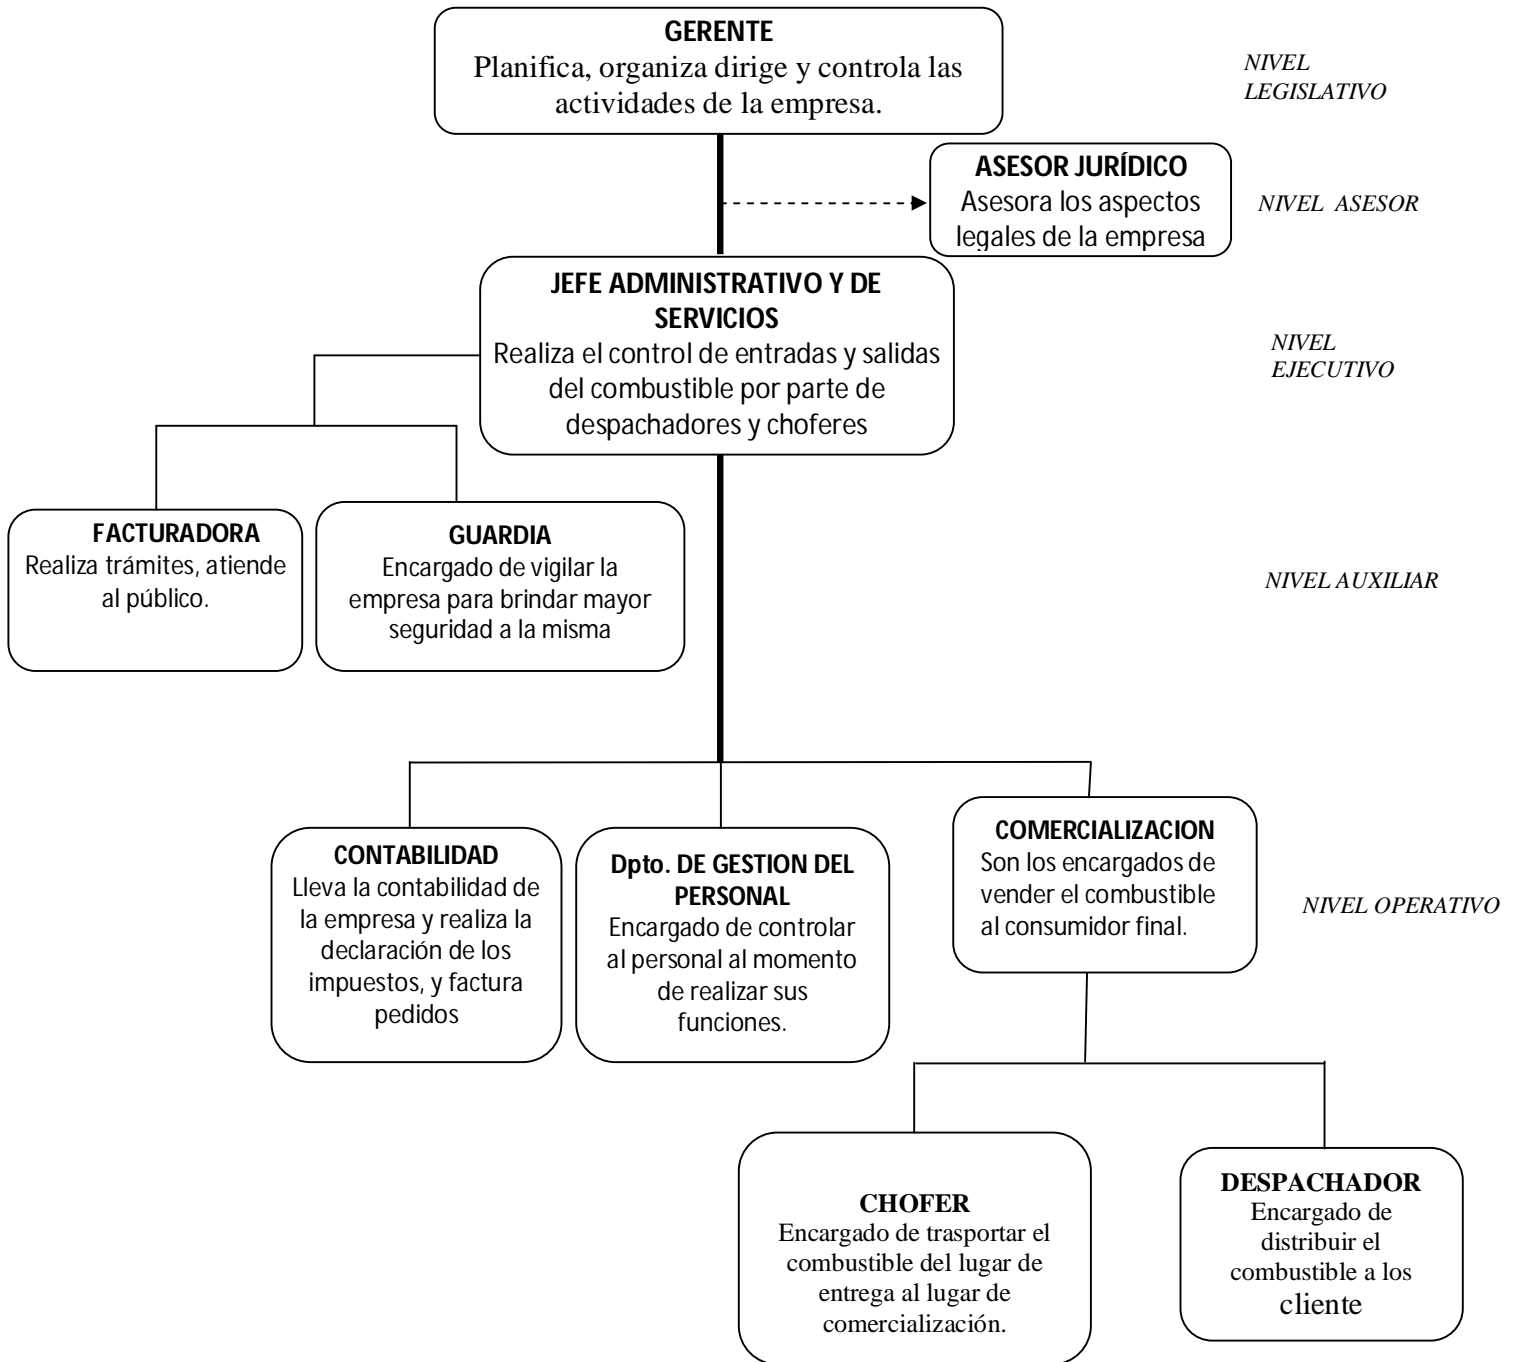 GERENTE
Planifica, organiza dirige y controla las
actividades de la empresa.
NIVEL
LEGISLATIVO
ASESOR JURÍDICO
Asesora los aspectos
legales de la empresa
NIVEL ASESOR
JEFE ADMINISTRATIVO Y DE
SERVICIOS
Realiza el control de entradas y salidas
del combustible por parte de
despachadores y choferes
NIVEL
EJECUTIVO
FACTURADORA
Realiza trámites, atiende
al público.
GUARDIA
Encargado de vigilar la
empresa para brindar mayor
seguridad a la misma
NIVEL AUXILIAR
CONTABILIDAD
Lleva la contabilidad de
la empresa y realiza la
declaración de los
impuestos, y factura
pedidos
Dpto. DE GESTION DEL
PERSONAL
Encargado de controlar
al personal al momento
de realizar sus
funciones.
COMERCIALIZACION
Son los encargados de
vender el combustible
al consumidor final.
NIVEL OPERATIVO
CHOFER
Encargado de trasportar el
combustible del lugar de
entrega al lugar de
comercialización.
DESPACHADOR
Encargado de
distribuir el
combustible a los
cliente